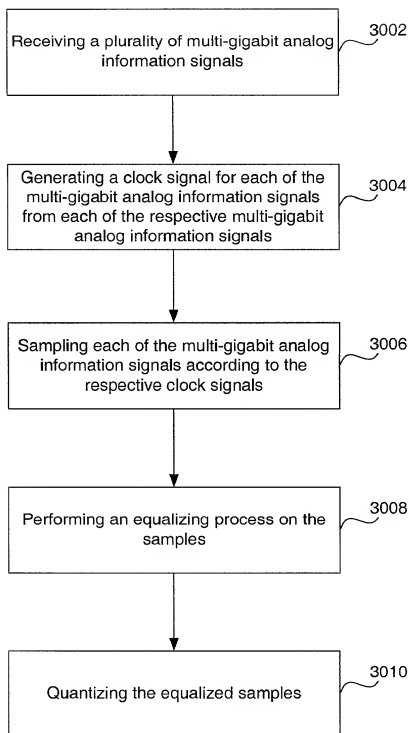 Receiving a plurality of multi-gigabit analog
information signals
3002
Generating a clock signal for each of the
multi-gigabit analog information signals
from each of the respective multi-gigabit
analog information signals
3004
Sampling each of the multi-gigabit analog
information signals according to the
respective clock signals
3006
Performing an equalizing process on the
samples
3008
Quantizing the equalized samples
3010